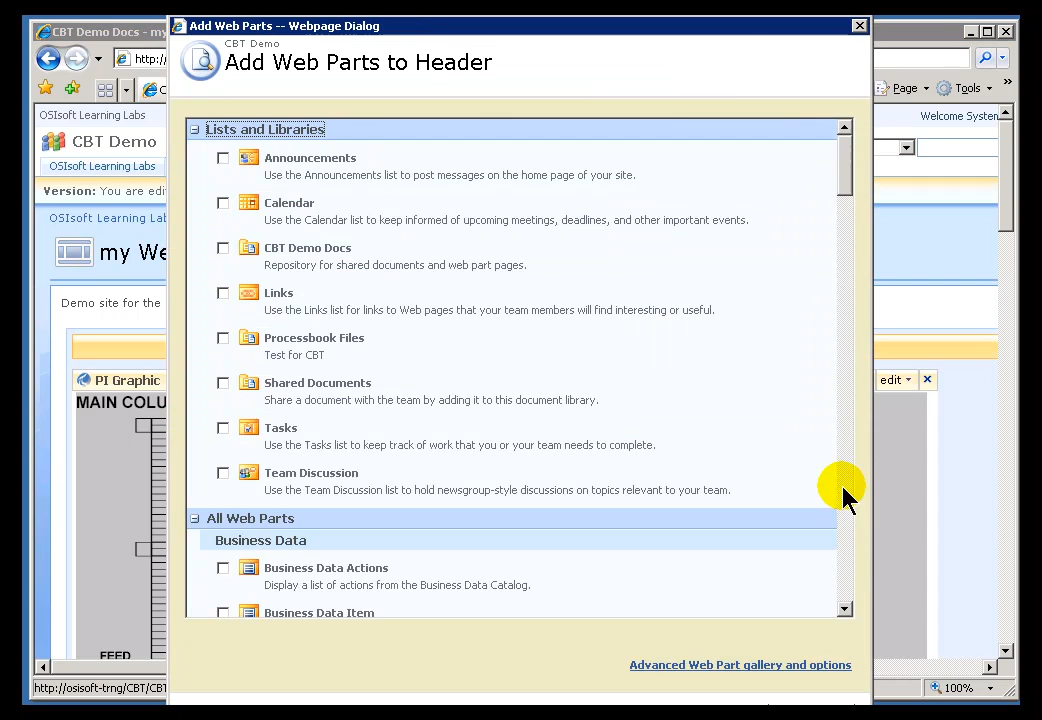 CBT Demo Docs - my
Add Web Parts -- Webpage Dialog
CBT Demo
Add Web Parts to Header
http:/
Page
Tools
»
OSIsoft Learning Labs
Welcome System
CBT Demo
OSIsoft Learning Labs
Version: You are edi
OSIsoft Learning Lab
my We
Demo site for the
PI Graphic
edit
MAIN COLU
FEED
Lists and Libraries
Announcements
Use the Announcements list to post messages on the home page of your site.
Calendar
Use the Calendar list to keep informed of upcoming meetings, deadlines, and other important events.
CBT Demo Docs
Repository for shared documents and web part pages.
Links
Use the Links list for links to Web pages that your team members will find interesting or useful.
Processbook Files
Test for CBT
Shared Documents
Share a document with the team by adding it to this document library.
Tasks
Use the Tasks list to keep track of work that you or your team needs to complete.
Team Discussion
Use the Team Discussion list to hold newsgroup-style discussions on topics relevant to your team.
All Web Parts
Business Data
Business Data Actions
Display a list of actions from the Business Data Catalog.
Business Data Item
Advanced Web Part gallery and options
http://osisoft-trng/CBT/CBT
100%